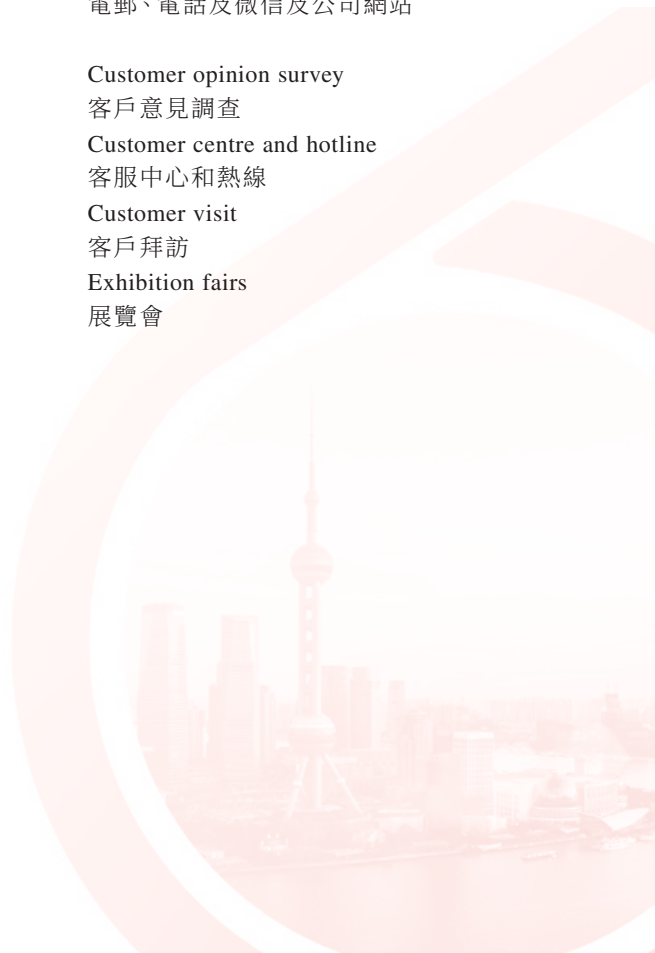 電郵、電話及微信及公司網站
Customer opinion survey
客戶意見調查
Customer centre and hotline
客服中心和熱線
Customer visit
客戶拜訪
Exhibition fairs
展覽會